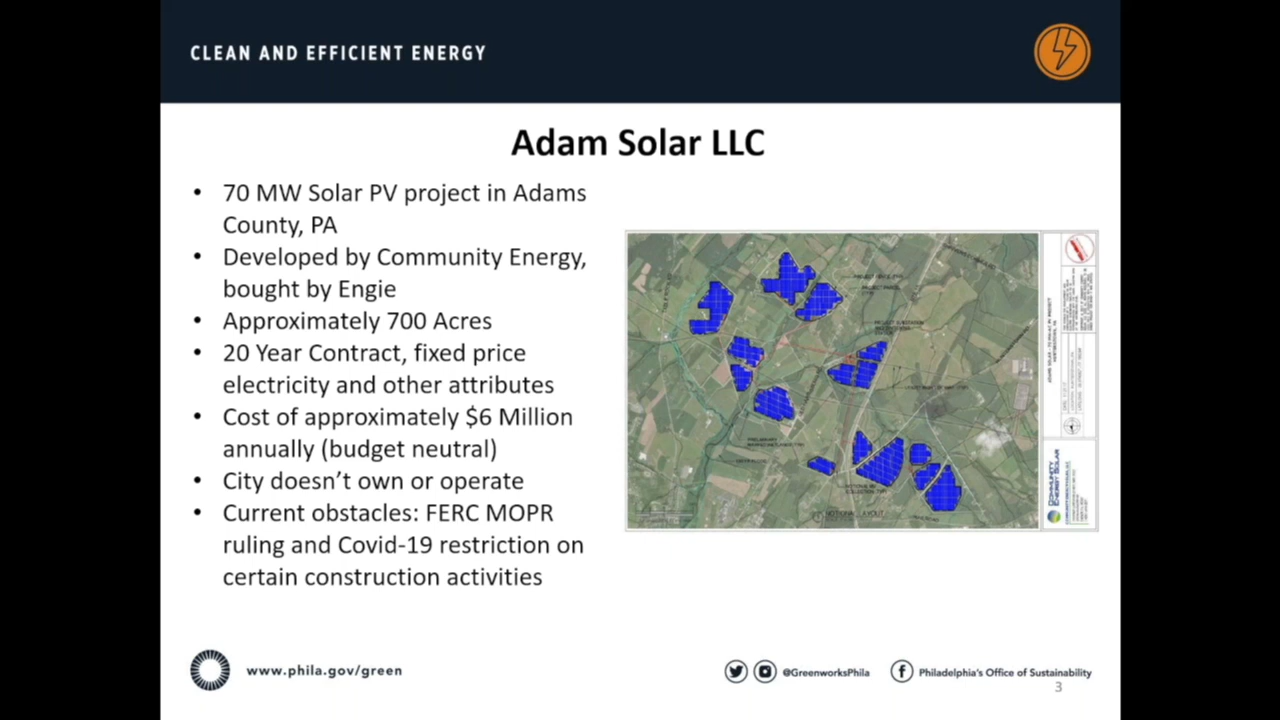 CLEAN AND EFFICIENT ENERGY
Adam Solar LLC
• 70 MW Solar PV project in Adams
County, PA
• Developed by Community Energy,
bought by Engie
• Approximately 700 Acres
• 20 Year Contract, fixed price
electricity and other attributes
• Cost of approximately $6 Million
annually (budget neutral)
• City doesn’t own or operate
• Current obstacles: FERC MOPR
ruling and Covid-19 restriction on
certain construction activities
COMMUNITY
ENERGY SOLAR
www.phila.gov/green
@GreenworksPhila
Philadelphia’s Office of Sustainability
3